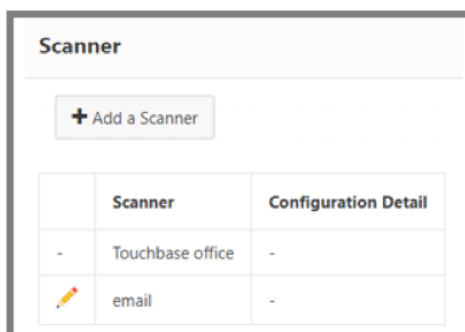 Scanner
+ Add a Scanner
Scanner Configuration Detail
- Touchbase office -
email -